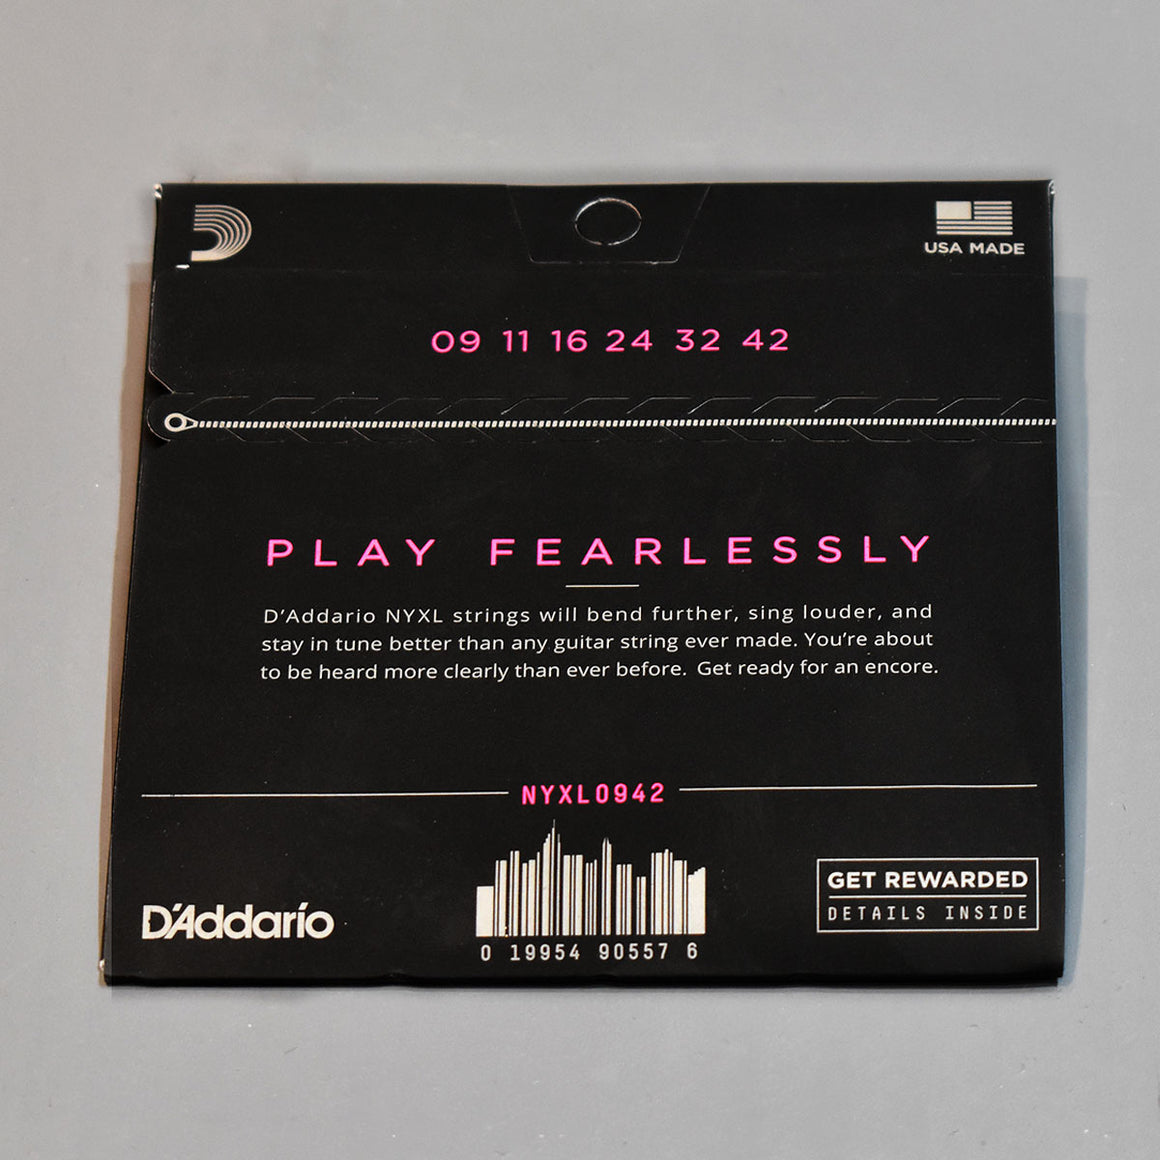 USA MADE
09 11 16 24 32 42
PLAY FEARLESSLY
D’Addario NYXL strings will bend further, sing louder, and
stay in tune better than any guitar string ever made. You’re about
to be heard more clearly than ever before. Get ready for an encore.
NYXL0942
GET REWARDED
DETAILS INSIDE
D’Addarío
0 19954 90557 6